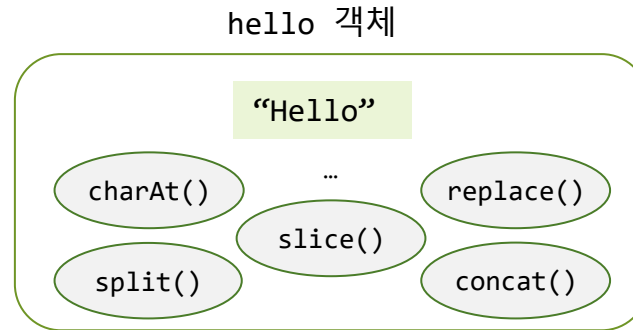 hello 객체
“Hello”
charAt()
…
replace()
slice()
split()
concat()